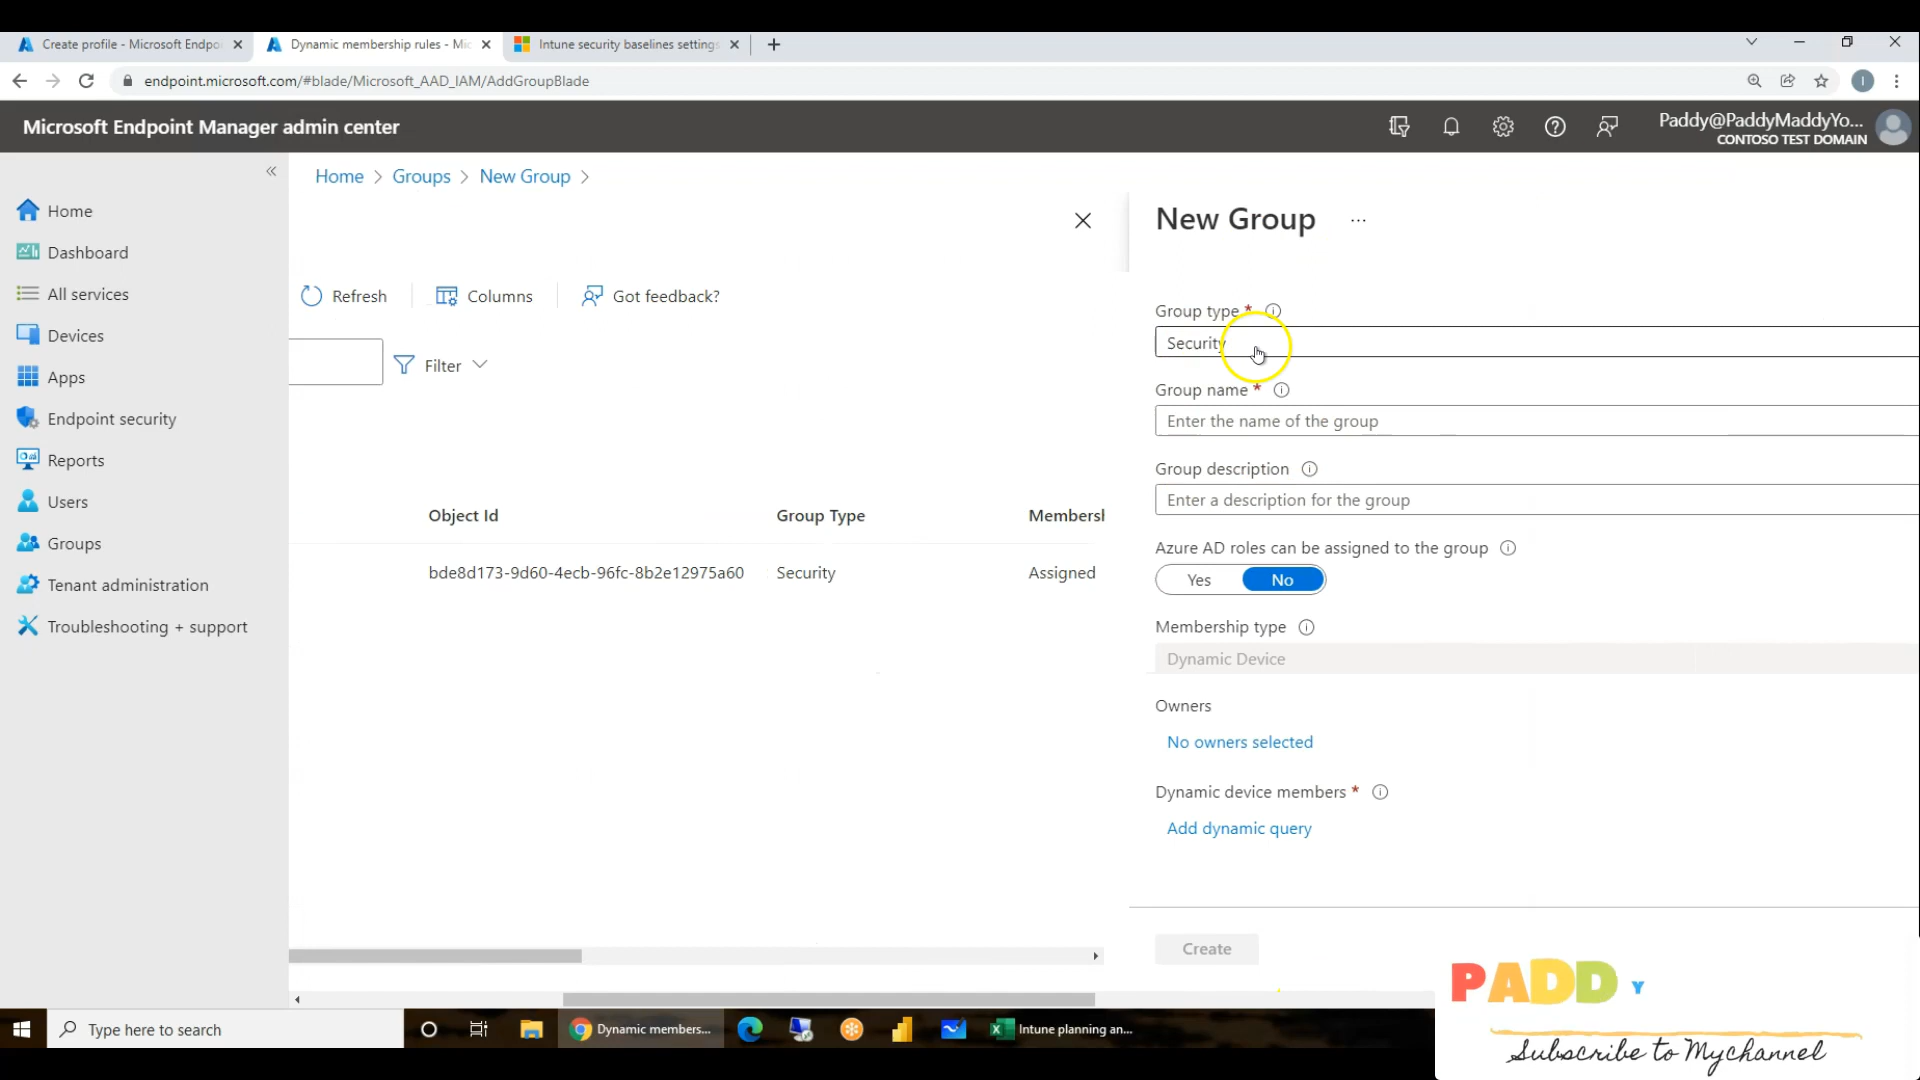 Create profile - Microsoft Endpo
Dynamic membership rules - Mic
Intune security baselines settings
endpoint.microsoft.com/#blade/Microsoft_AAD_IAM/AddGroupBlade
I
Microsoft Endpoint Manager admin center
Paddy@PaddyMaddyYo...
CONTOSO TEST DOMAIN
Home
Dashboard
All services
Devices
Apps
Endpoint security
Reports
Users
Groups
Tenant administration
Troubleshooting + support
Home > Groups > New Group >
Refresh
Columns
Got feedback?
Filter
Object Id
Group Type
Membersh
bde8d173-9d60-4ecb-96fc-8b2e12975a60
Security
Assigned
New Group ...
Group type *
Security
Group name *
Enter the name of the group
Group description
Enter a description for the group
Azure AD roles can be assigned to the group
Yes No
Membership type
Dynamic Device
Owners
No owners selected
Dynamic device members *
Add dynamic query
Create
Type here to search
Dynamic members...
Intune planning an...
PADD Y
Subscribe to Mychannel